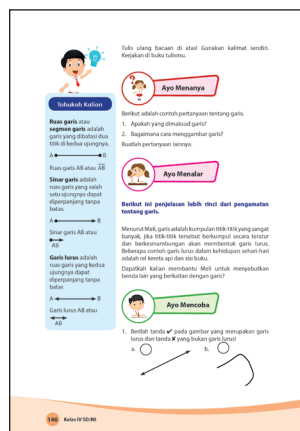 Tulis ulang bacaan di atas! Gunakan kalimat sendiri.
Kerjakan di buku tulismu.
Ayo Menanya
Berikut adalah contoh pertanyaan tentang garis.
1. Apakah yang dimaksud garis?
2. Bagaimana cara menggambar garis?
Buatlah pertanyaan lainnya.
Ayo Menalar
Berikut ini penjelasan lebih rinci dari pengamatan
tentang garis.
Menurut Meli, garis adalah kumpulan titik-titik yang sangat
banyak, jika titik-titik tersebut berkumpul secara teratur
dan berkesinambungan akan membentuk garis lurus.
Beberapa contoh garis lurus dalam kehidupan sehari-hari
adalah rel kereta api dan sisi buku.
Dapatkah kalian membantu Meli untuk menyebutkan
benda lain yang berkaitan dengan garis?
Ayo Mencoba
1. Berilah tanda ✔ pada gambar yang merupakan garis
lurus dan tanda ✘ yang bukan garis lurus!
a.
b.
Tahukah Kalian
Ruas garis atau
segmen garis adalah
garis yang dibatasi dua
titik di kedua ujungnya.
A B
Ruas garis AB atau AB
Sinar garis adalah
ruas garis yang salah
satu ujungnya dapat
diperpanjang tanpa
batas.
A B
Sinar garis AB atau
AB
Garis lurus adalah
ruas garis yang kedua
ujungnya dapat
diperpanjang tanpa
batas
A B
Garis lurus AB atau
AB
146 Kelas IV SD/MI